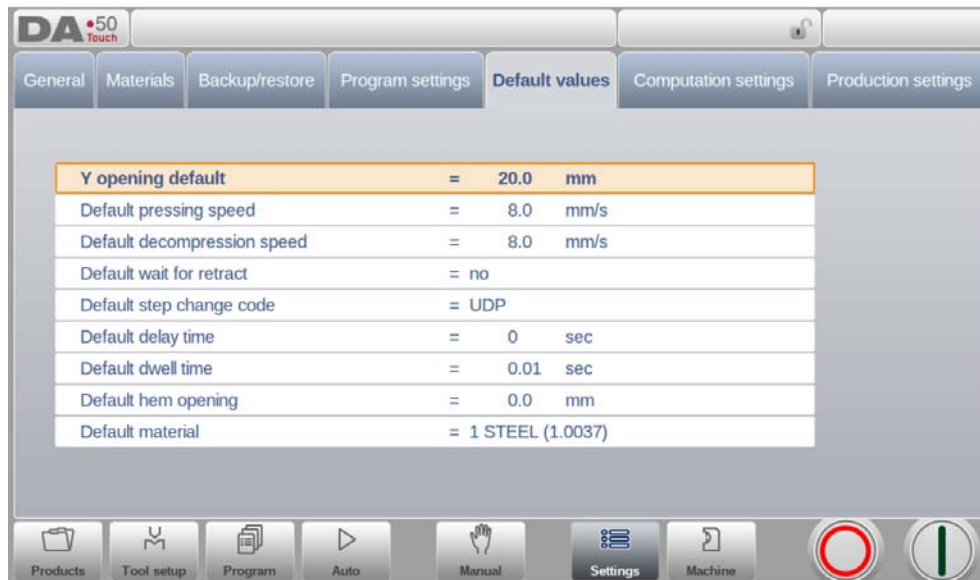 DA•50
Touch
General Materials Backup/restore Program settings Default values Computation settings Production settings
Y opening default = 20.0 mm
Default pressing speed = 8.0 mm/s
Default decompression speed = 8.0 mm/s
Default wait for retract = no
Default step change code = UDP
Default delay time = 0 sec
Default dwell time = 0.01 sec
Default hem opening = 0.0 mm
Default material = 1 STEEL (1.0037)
Products Tool setup Program Auto Manual Settings Machine